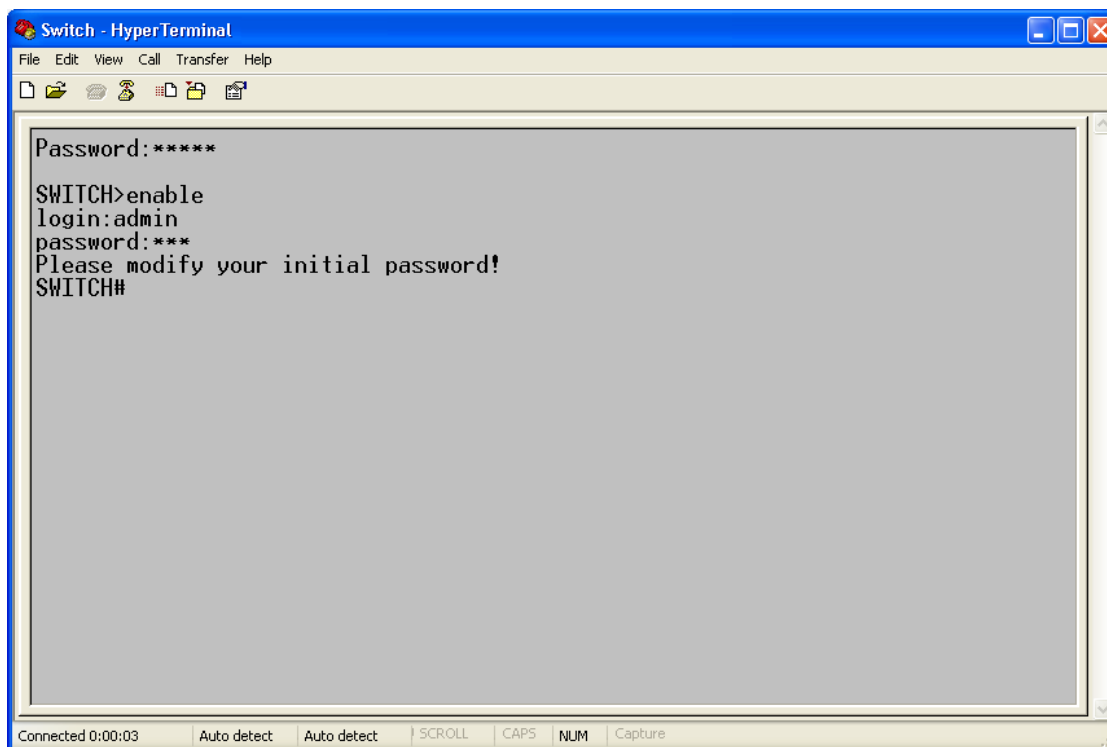 Switch - HyperTerminal
File Edit View Call Transfer Help
Password:*****
SWITCH>enable
login:admin
password:***
Please modify your initial password!
SWITCH#
Connected 0:00:03 Auto detect Auto detect SCROLL CAPS NUM Capture